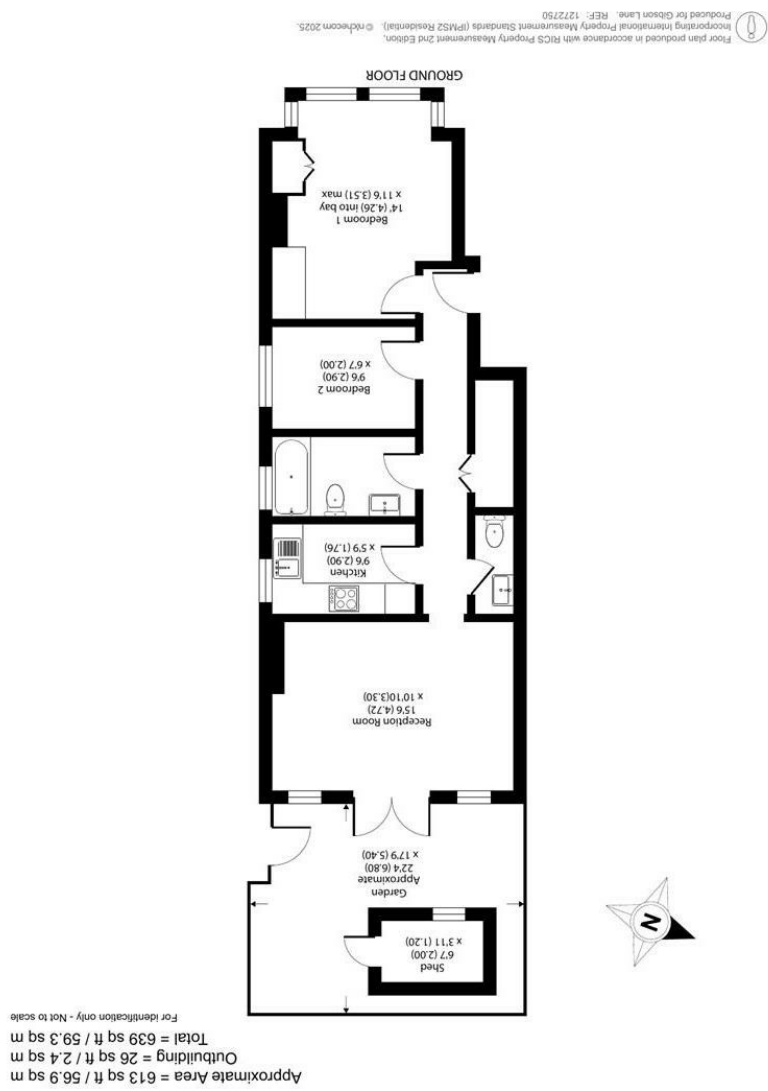 Approximate Area = 613 sq ft / 56.9 sq m
Outbuilding = 26 sq ft / 2.4 sq m
Total = 639 sq ft / 59.3 sq m
For identification only - Not to scale
N
Shed
6'7 (2.00)
x 3'11 (1.20)
Garden
Approximate
22'4 (6.80)
x 17'9 (5.40)
Reception Room
15'6 (4.72)
x 10'10(3.30)
Kitchen
9'6 (2.90)
x 5'9 (1.76)
Bedroom 2
9'6 (2.90)
x 6'7 (2.00)
Bedroom 1
14' (4.26) into bay
x 11'6 (3.51) max
GROUND FLOOR
Floor plan produced in accordance with RICS Property Measurement 2nd Edition,
Incorporating International Property Measurement Standards (IPMS2 Residential). ©nichecom 2025.
Produced for Gibson Lane. REF: 1272750